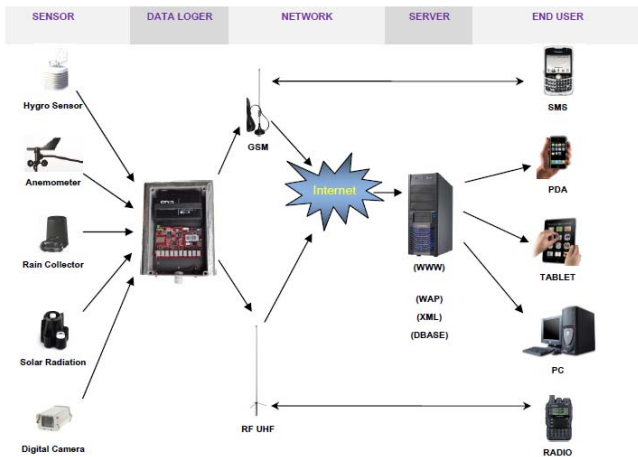 SENSOR
DATA LOGER
NETWORK
SERVER
END USER
Hygro Sensor
Anemometer
Rain Collector
Solar Radiation
Digital Camera
GSM
Internet
RF UHF
(WWW)
(WAP)
(XML)
(DBASE)
SMS
PDA
TABLET
PC
RADIO